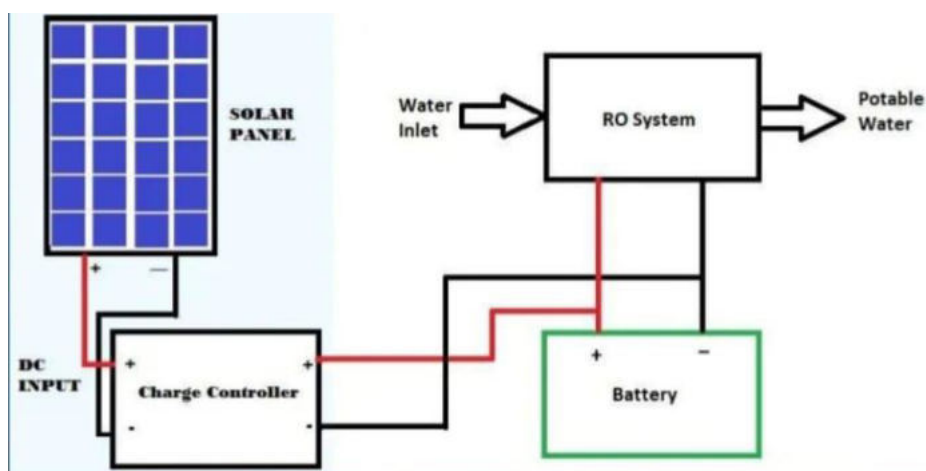 SOLAR
PANEL
+ —
Water
Inlet
RO System
Potable
Water
DC
INPUT
+ +
Charge Controller
- -
+ –
Battery